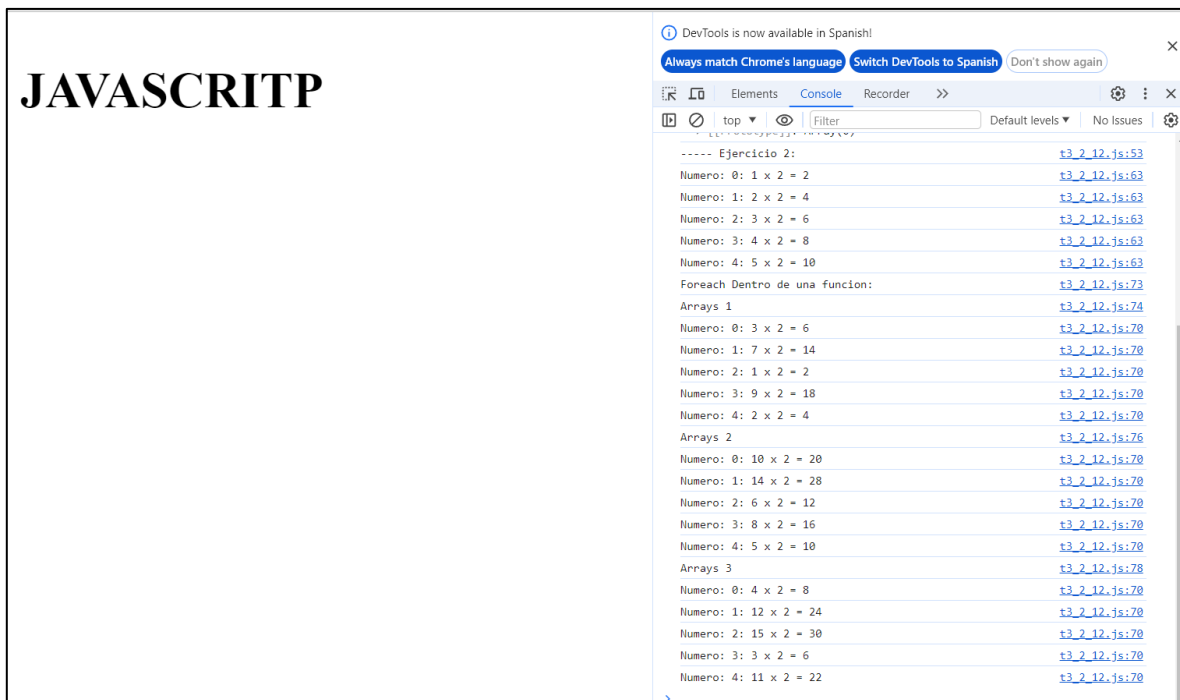 JAVASCRITP
DevTools is now available in Spanish!
Always match Chrome's language Switch DevTools to Spanish Don't show again
Elements Console Recorder
top Filter Default levels No Issues
[[Prototype]]: Array(0)
----- Ejercicio 2: t3_2_12.js:53
Numero: 0: 1 x 2 = 2 t3_2_12.js:63
Numero: 1: 2 x 2 = 4 t3_2_12.js:63
Numero: 2: 3 x 2 = 6 t3_2_12.js:63
Numero: 3: 4 x 2 = 8 t3_2_12.js:63
Numero: 4: 5 x 2 = 10 t3_2_12.js:63
Foreach Dentro de una funcion: t3_2_12.js:73
Arrays 1 t3_2_12.js:74
Numero: 0: 3 x 2 = 6 t3_2_12.js:70
Numero: 1: 7 x 2 = 14 t3_2_12.js:70
Numero: 2: 1 x 2 = 2 t3_2_12.js:70
Numero: 3: 9 x 2 = 18 t3_2_12.js:70
Numero: 4: 2 x 2 = 4 t3_2_12.js:70
Arrays 2 t3_2_12.js:76
Numero: 0: 10 x 2 = 20 t3_2_12.js:70
Numero: 1: 14 x 2 = 28 t3_2_12.js:70
Numero: 2: 6 x 2 = 12 t3_2_12.js:70
Numero: 3: 8 x 2 = 16 t3_2_12.js:70
Numero: 4: 5 x 2 = 10 t3_2_12.js:70
Arrays 3 t3_2_12.js:78
Numero: 0: 4 x 2 = 8 t3_2_12.js:70
Numero: 1: 12 x 2 = 24 t3_2_12.js:70
Numero: 2: 15 x 2 = 30 t3_2_12.js:70
Numero: 3: 3 x 2 = 6 t3_2_12.js:70
Numero: 4: 11 x 2 = 22 t3_2_12.js:70